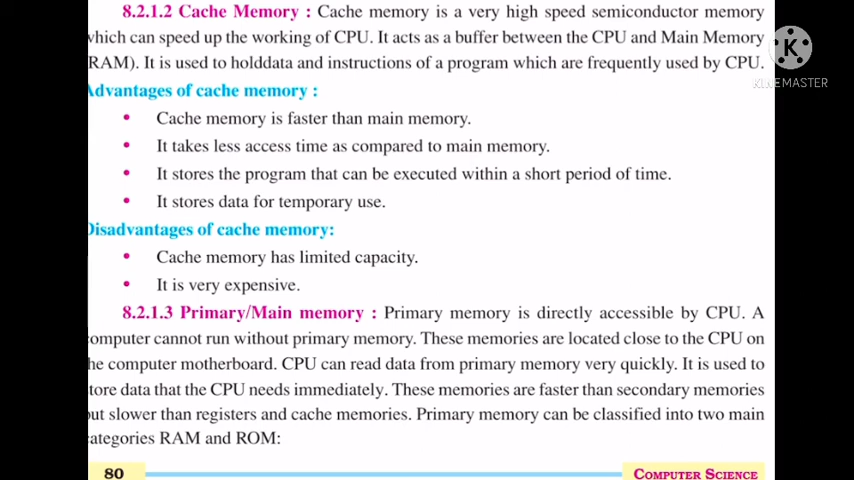 8.2.1.2 Cache Memory : Cache memory is a very high speed semiconductor memory
which can speed up the working of CPU. It acts as a buffer between the CPU and Main Memory
(RAM). It is used to holddata and instructions of a program which are frequently used by CPU.
Advantages of cache memory :
• Cache memory is faster than main memory.
• It takes less access time as compared to main memory.
• It stores the program that can be executed within a short period of time.
• It stores data for temporary use.
Disadvantages of cache memory:
• Cache memory has limited capacity.
• It is very expensive.
8.2.1.3 Primary/Main memory : Primary memory is directly accessible by CPU. A
computer cannot run without primary memory. These memories are located close to the CPU on
the computer motherboard. CPU can read data from primary memory very quickly. It is used to
store data that the CPU needs immediately. These memories are faster than secondary memories
but slower than registers and cache memories. Primary memory can be classified into two main
categories RAM and ROM:
80 COMPUTER SCIENCE
K
KINEMASTER